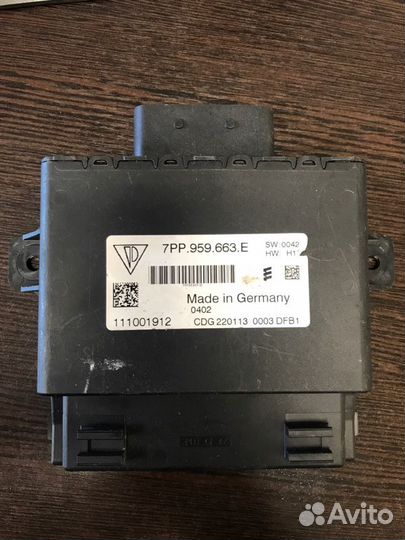 7PP.959.663.E
SW:0042
HW: H1
Made in Germany
0402
111001912
CDG 220113 0003 DFB1
Avito